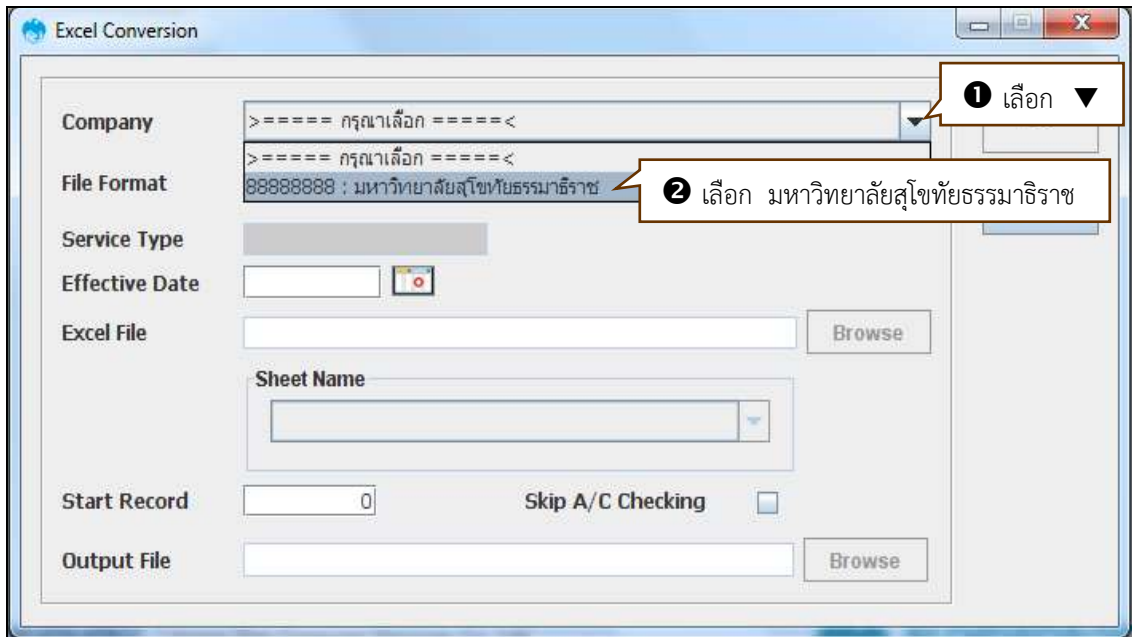 Excel Conversion
❶ เลือก ▼
Company
>===== กรุณาเลือก =====<
>===== กรุณาเลือก =====<
File Format
88888888 : มหาวิทยาลัยสุโขทัยธรรมาธิราช
❷ เลือก มหาวิทยาลัยสุโขทัยธรรมาธิราช
Service Type
Effective Date
Excel File
Browse
Sheet Name
Start Record
0
Skip A/C Checking
Output File
Browse